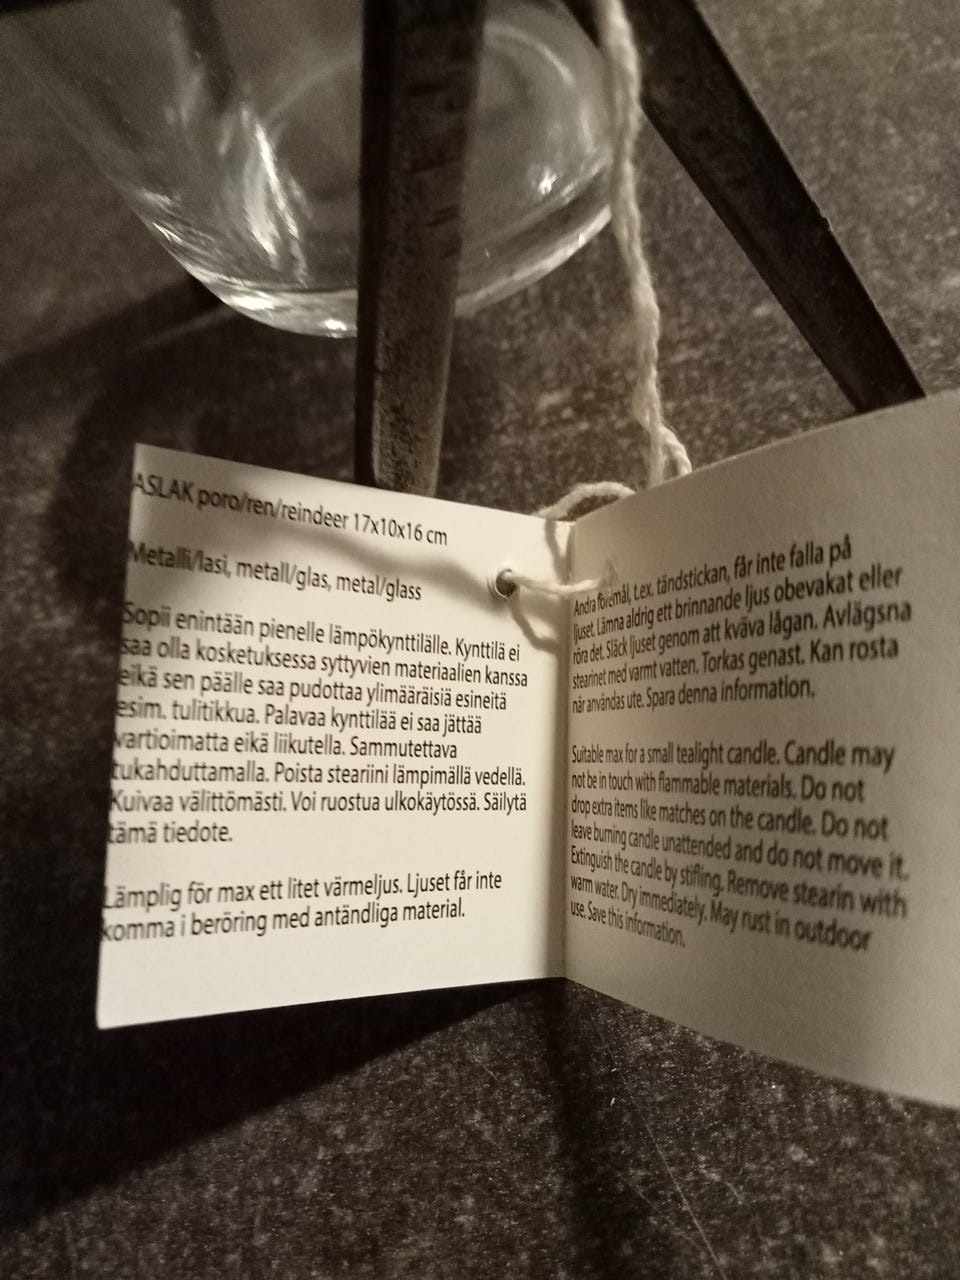 ASLAK poro/ren/reindeer 17x10x16 cm
Metalli/lasi, metall/glas, metal/glass
Sopii enintään pienelle lämpökynttilälle. Kynttilä ei
saa olla kosketuksessa syttyvien materiaalien kanssa
eikä sen päälle saa pudottaa ylimääräisiä esineitä
esim. tulitikkua. Palavaa kynttilää ei saa jättää
vartioimatta eikä liikutella. Sammutettava
tukahduttamalla. Poista steariini lämpimällä vedellä.
Kuivaa välittömästi. Voi ruostua ulkokäytössä. Säilytä
tämä tiedote.
Lämplig för max ett litet värmeljus. Ljuset får inte
komma i beröring med antändliga material.
Andra föremål, t.ex. tändstickan, får inte falla på
ljuset. Lämna aldrig ett brinnande ljus obevakat eller
röra det. Släck ljuset genom att kväva lågan. Avlägsna
stearinet med varmt vatten. Torkas genast. Kan rosta
när användas ute. Spara denna information.
Suitable max for a small tealight candle. Candle may
not be in touch with flammable materials. Do not
drop extra items like matches on the candle. Do not
leave burning candle unattended and do not move it.
Extinguish the candle by stifling. Remove stearin with
warm water. Dry immediately. May rust in outdoor
use. Save this information.